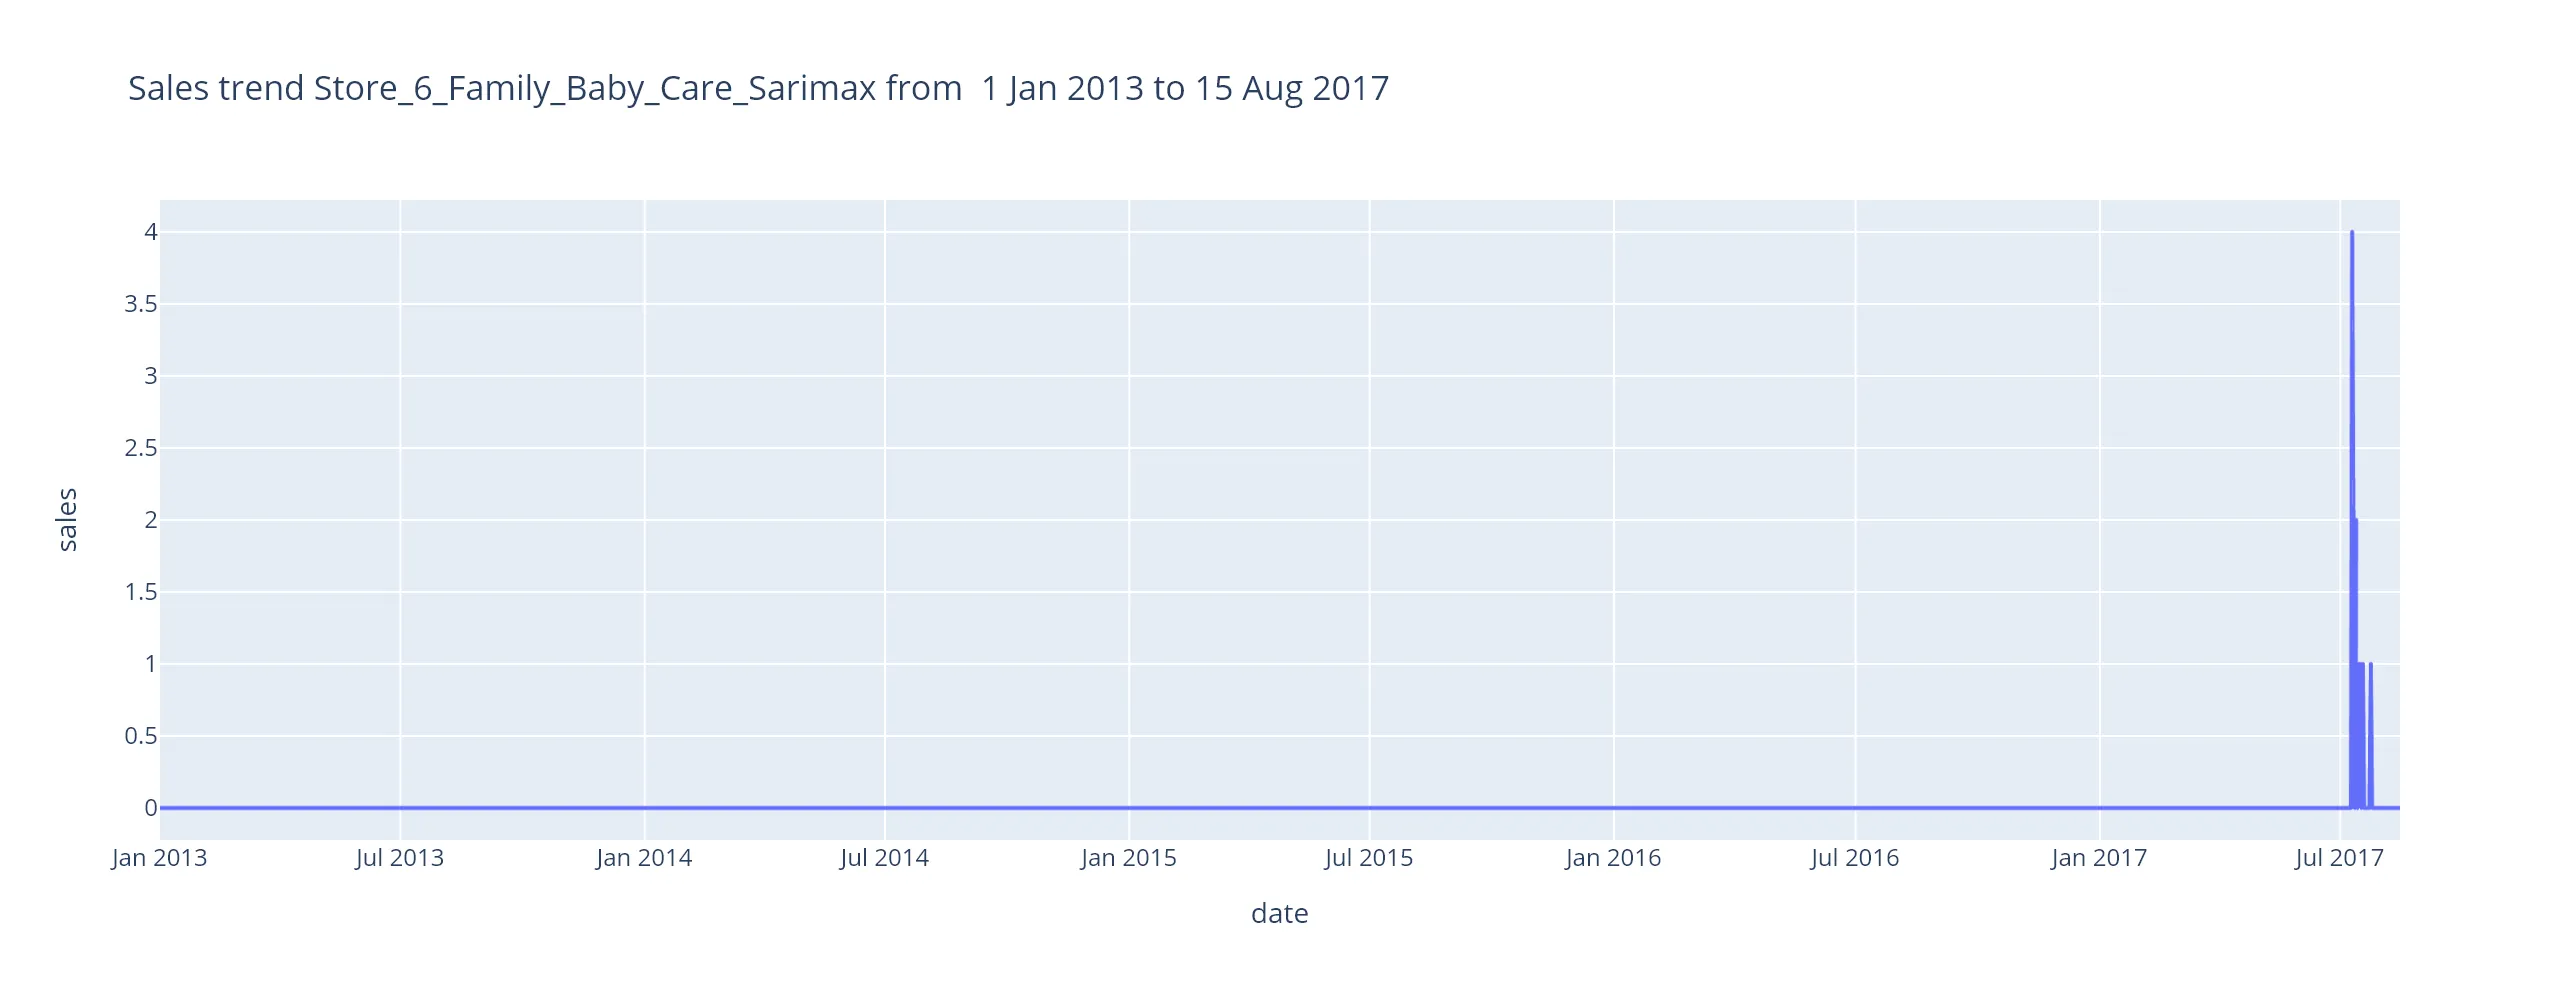 Sales trend Store_6_Family_Baby_Care_Sarimax from  1 Jan 2013 to 15 Aug 2017
4
3.5
3
2.5
2
1.5
1
0.5
0
sales
Jan 2013 Jul 2013 Jan 2014 Jul 2014 Jan 2015 Jul 2015 Jan 2016 Jul 2016 Jan 2017 Jul 2017
date